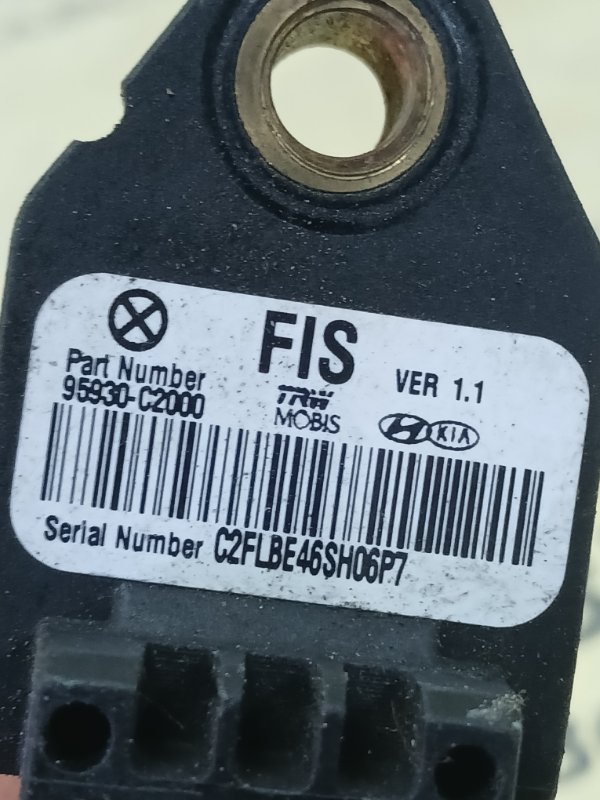 FIS
VER 1.1
Part Number
95930-C2000
TRW
MOBIS
KIA
Serial Number C2FLBE46SH06P7